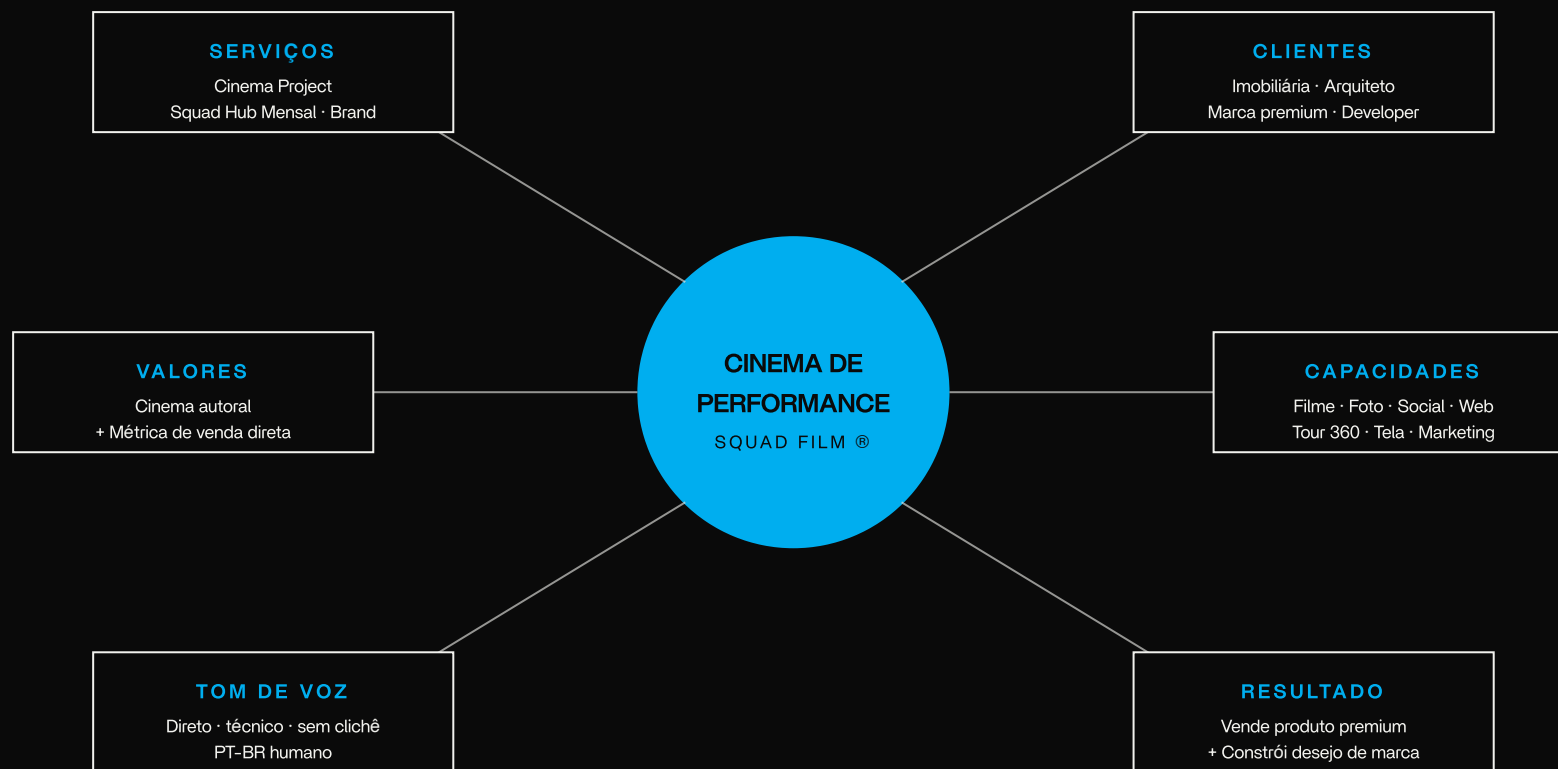 SERVIÇOS
Cinema Project
Squad Hub Mensal · Brand
CLIENTES
Imobiliária · Arquiteto
Marca premium · Developer
VALORES
Cinema autoral
+ Métrica de venda direta
CINEMA DE
PERFORMANCE
SQUAD FILM ®
CAPACIDADES
Filme · Foto · Social · Web
Tour 360 · Tela · Marketing
TOM DE VOZ
Direto · técnico · sem clichê
PT-BR humano
RESULTADO
Vende produto premium
+ Constrói desejo de marca